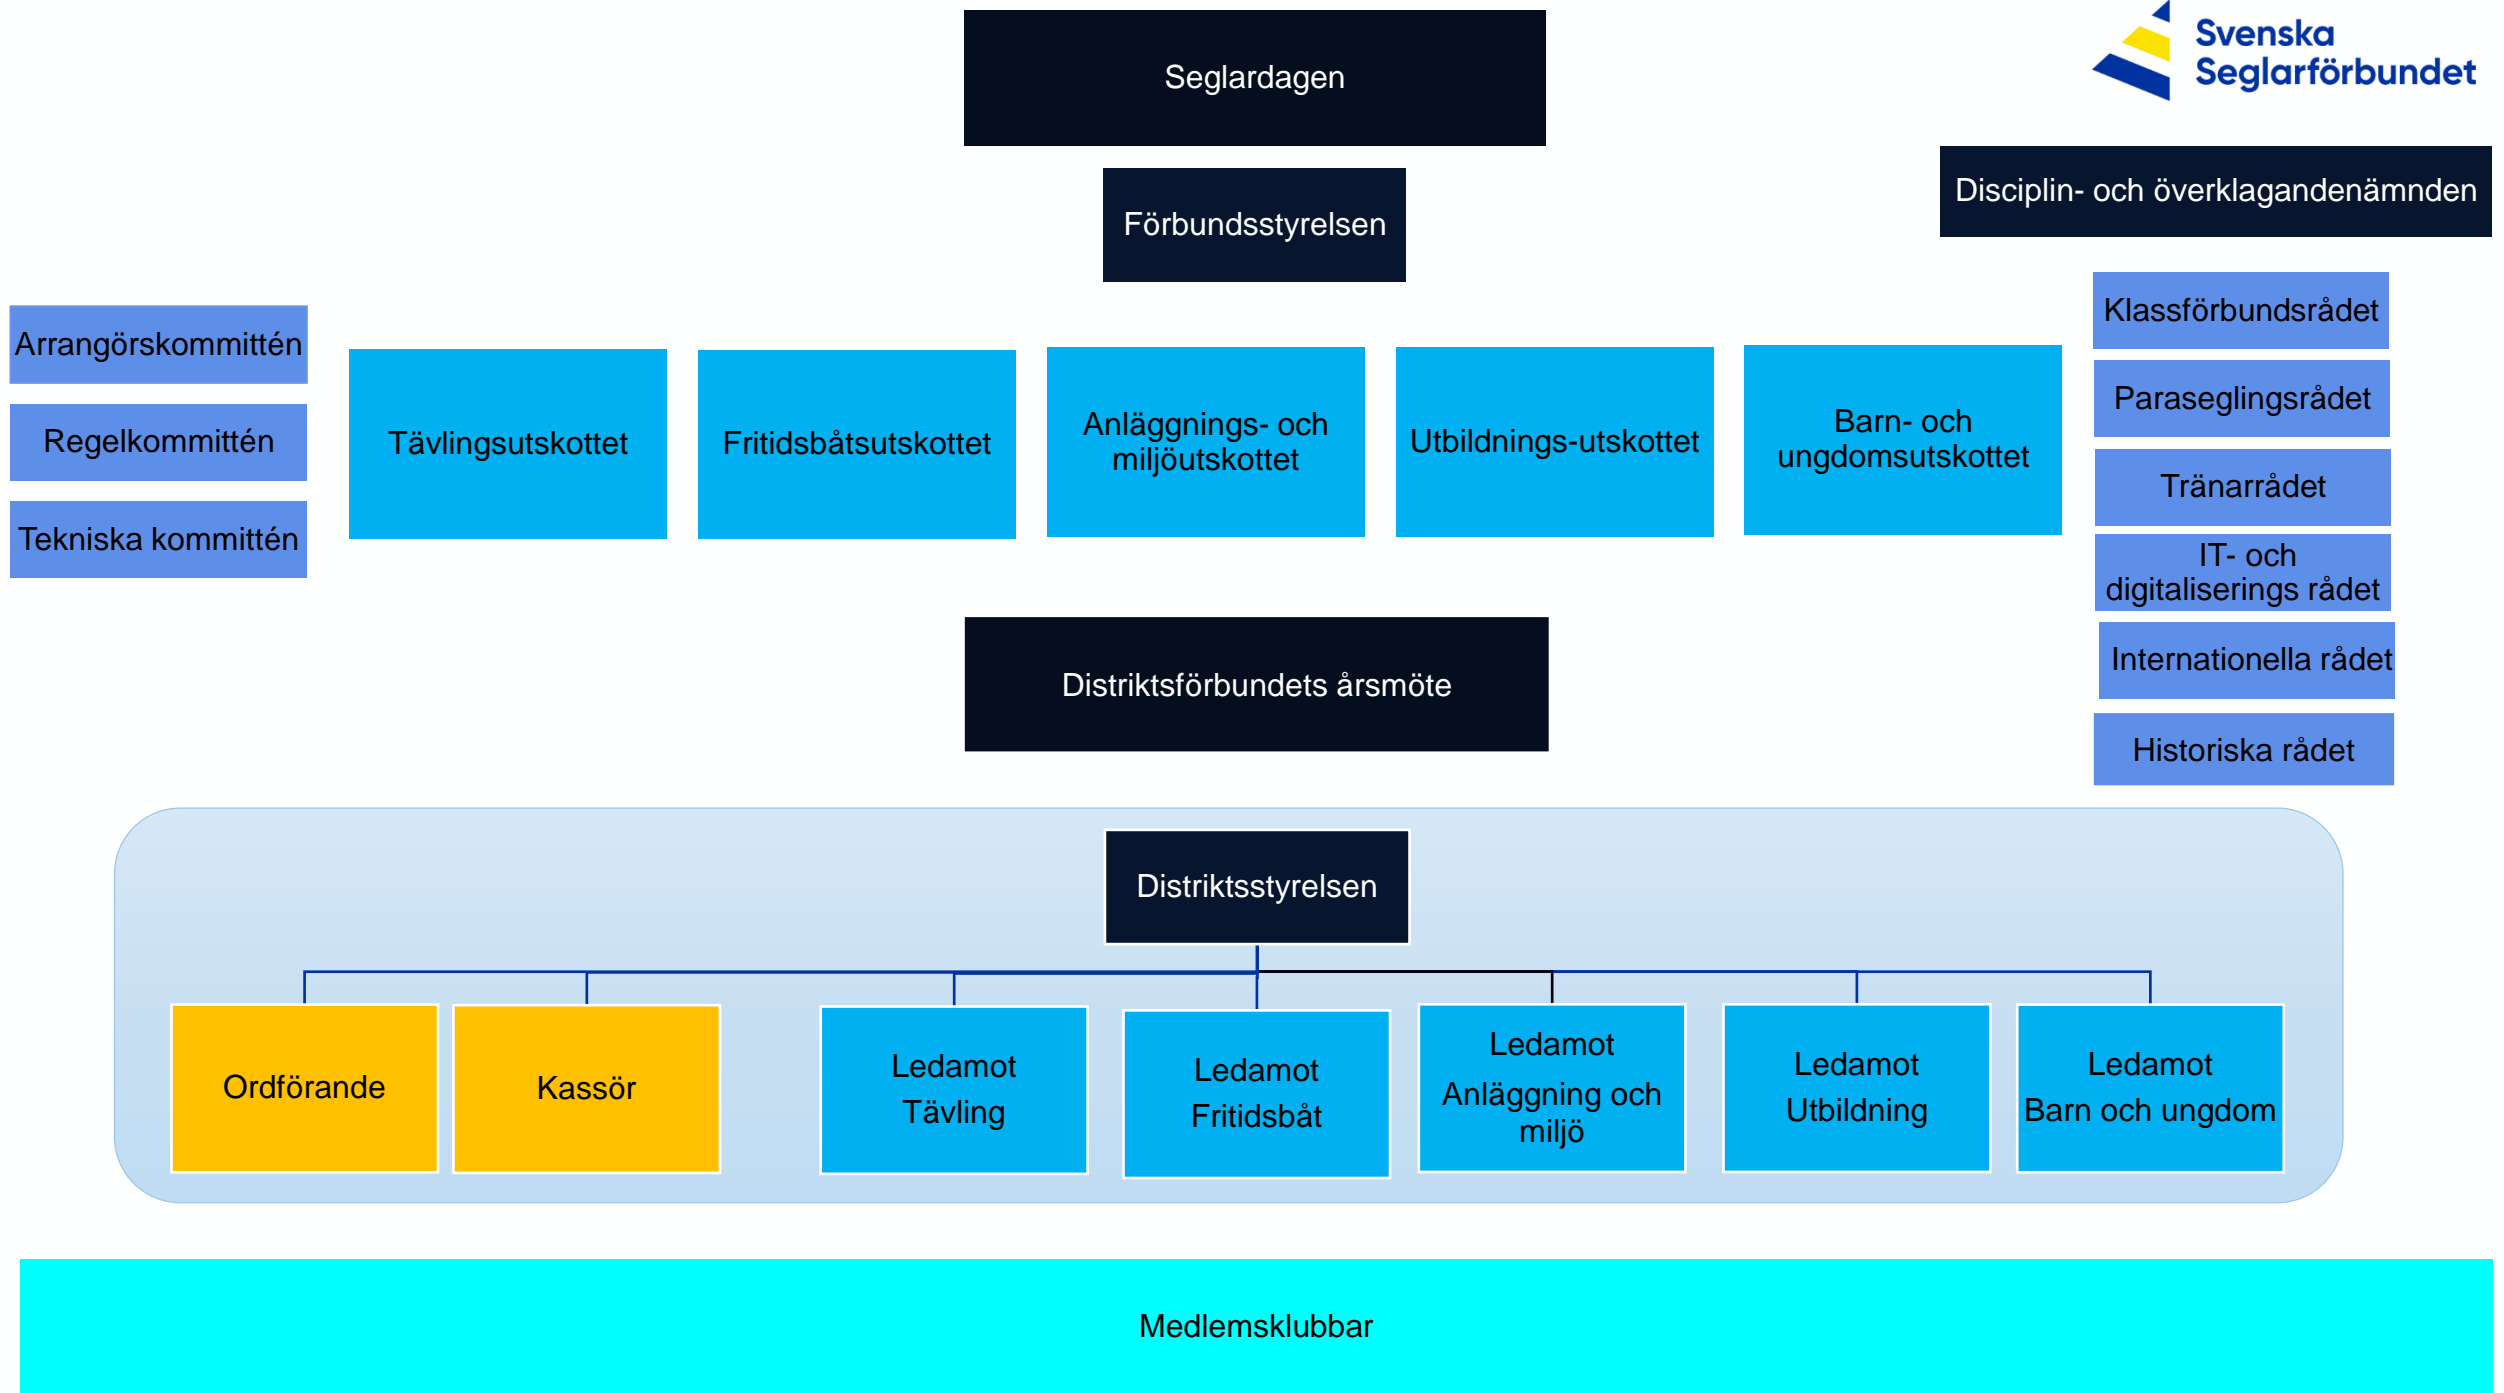 Seglardagen
Svenska
Seglarförbundet
Förbundsstyrelsen
Disciplin- och överklagandenämnden
Arrangörskommittén
Regelkommittén
Tekniska kommittén
Tävlingsutskottet
Fritidsbåtsutskottet
Anläggnings- och
miljöutskottet
Utbildnings-utskottet
Barn- och
ungdomsutskottet
Klassförbundsrådet
Paraseglingsrådet
Tränarrådet
IT- och
digitaliserings rådet
Internationella rådet
Historiska rådet
Distriktsförbundets årsmöte
Distriktsstyrelsen
Ordförande
Kassör
Ledamot
Tävling
Ledamot
Fritidsbåt
Ledamot
Anläggning och
miljö
Ledamot
Utbildning
Ledamot
Barn och ungdom
Medlemsklubbar